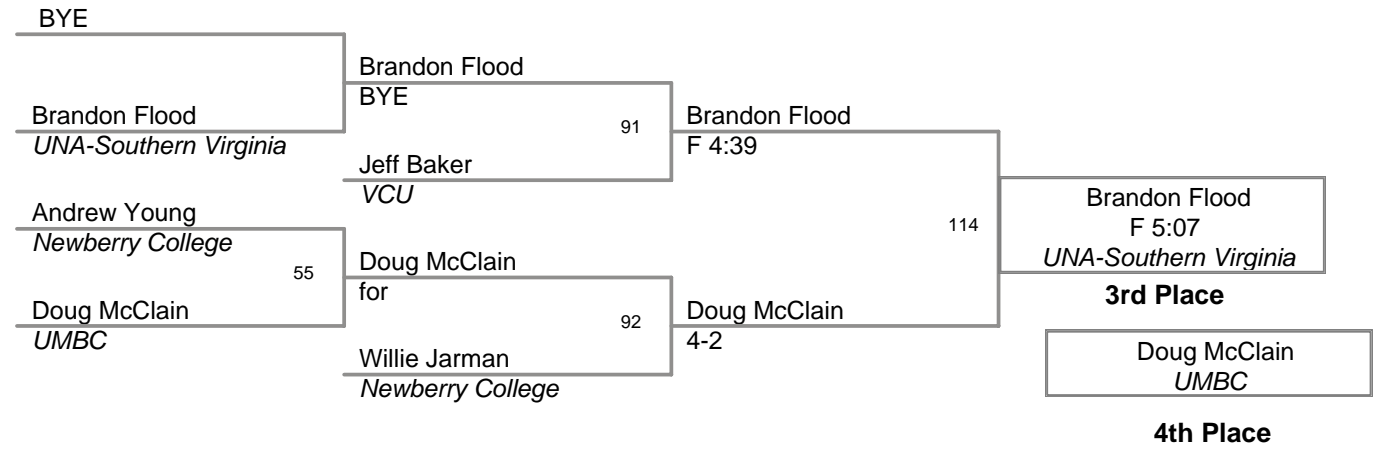 BYE
Brandon Flood
BYE
Brandon Flood
UNA-Southern Virginia
91
Brandon Flood
F 4:39
Jeff Baker
VCU
Andrew Young
Newberry College
114
Brandon Flood
F 5:07
UNA-Southern Virginia
3rd Place
55
Doug McClain
for
Doug McClain
UMBC
92
Doug McClain
4-2
Willie Jarman
Newberry College
Doug McClain
UMBC
4th Place